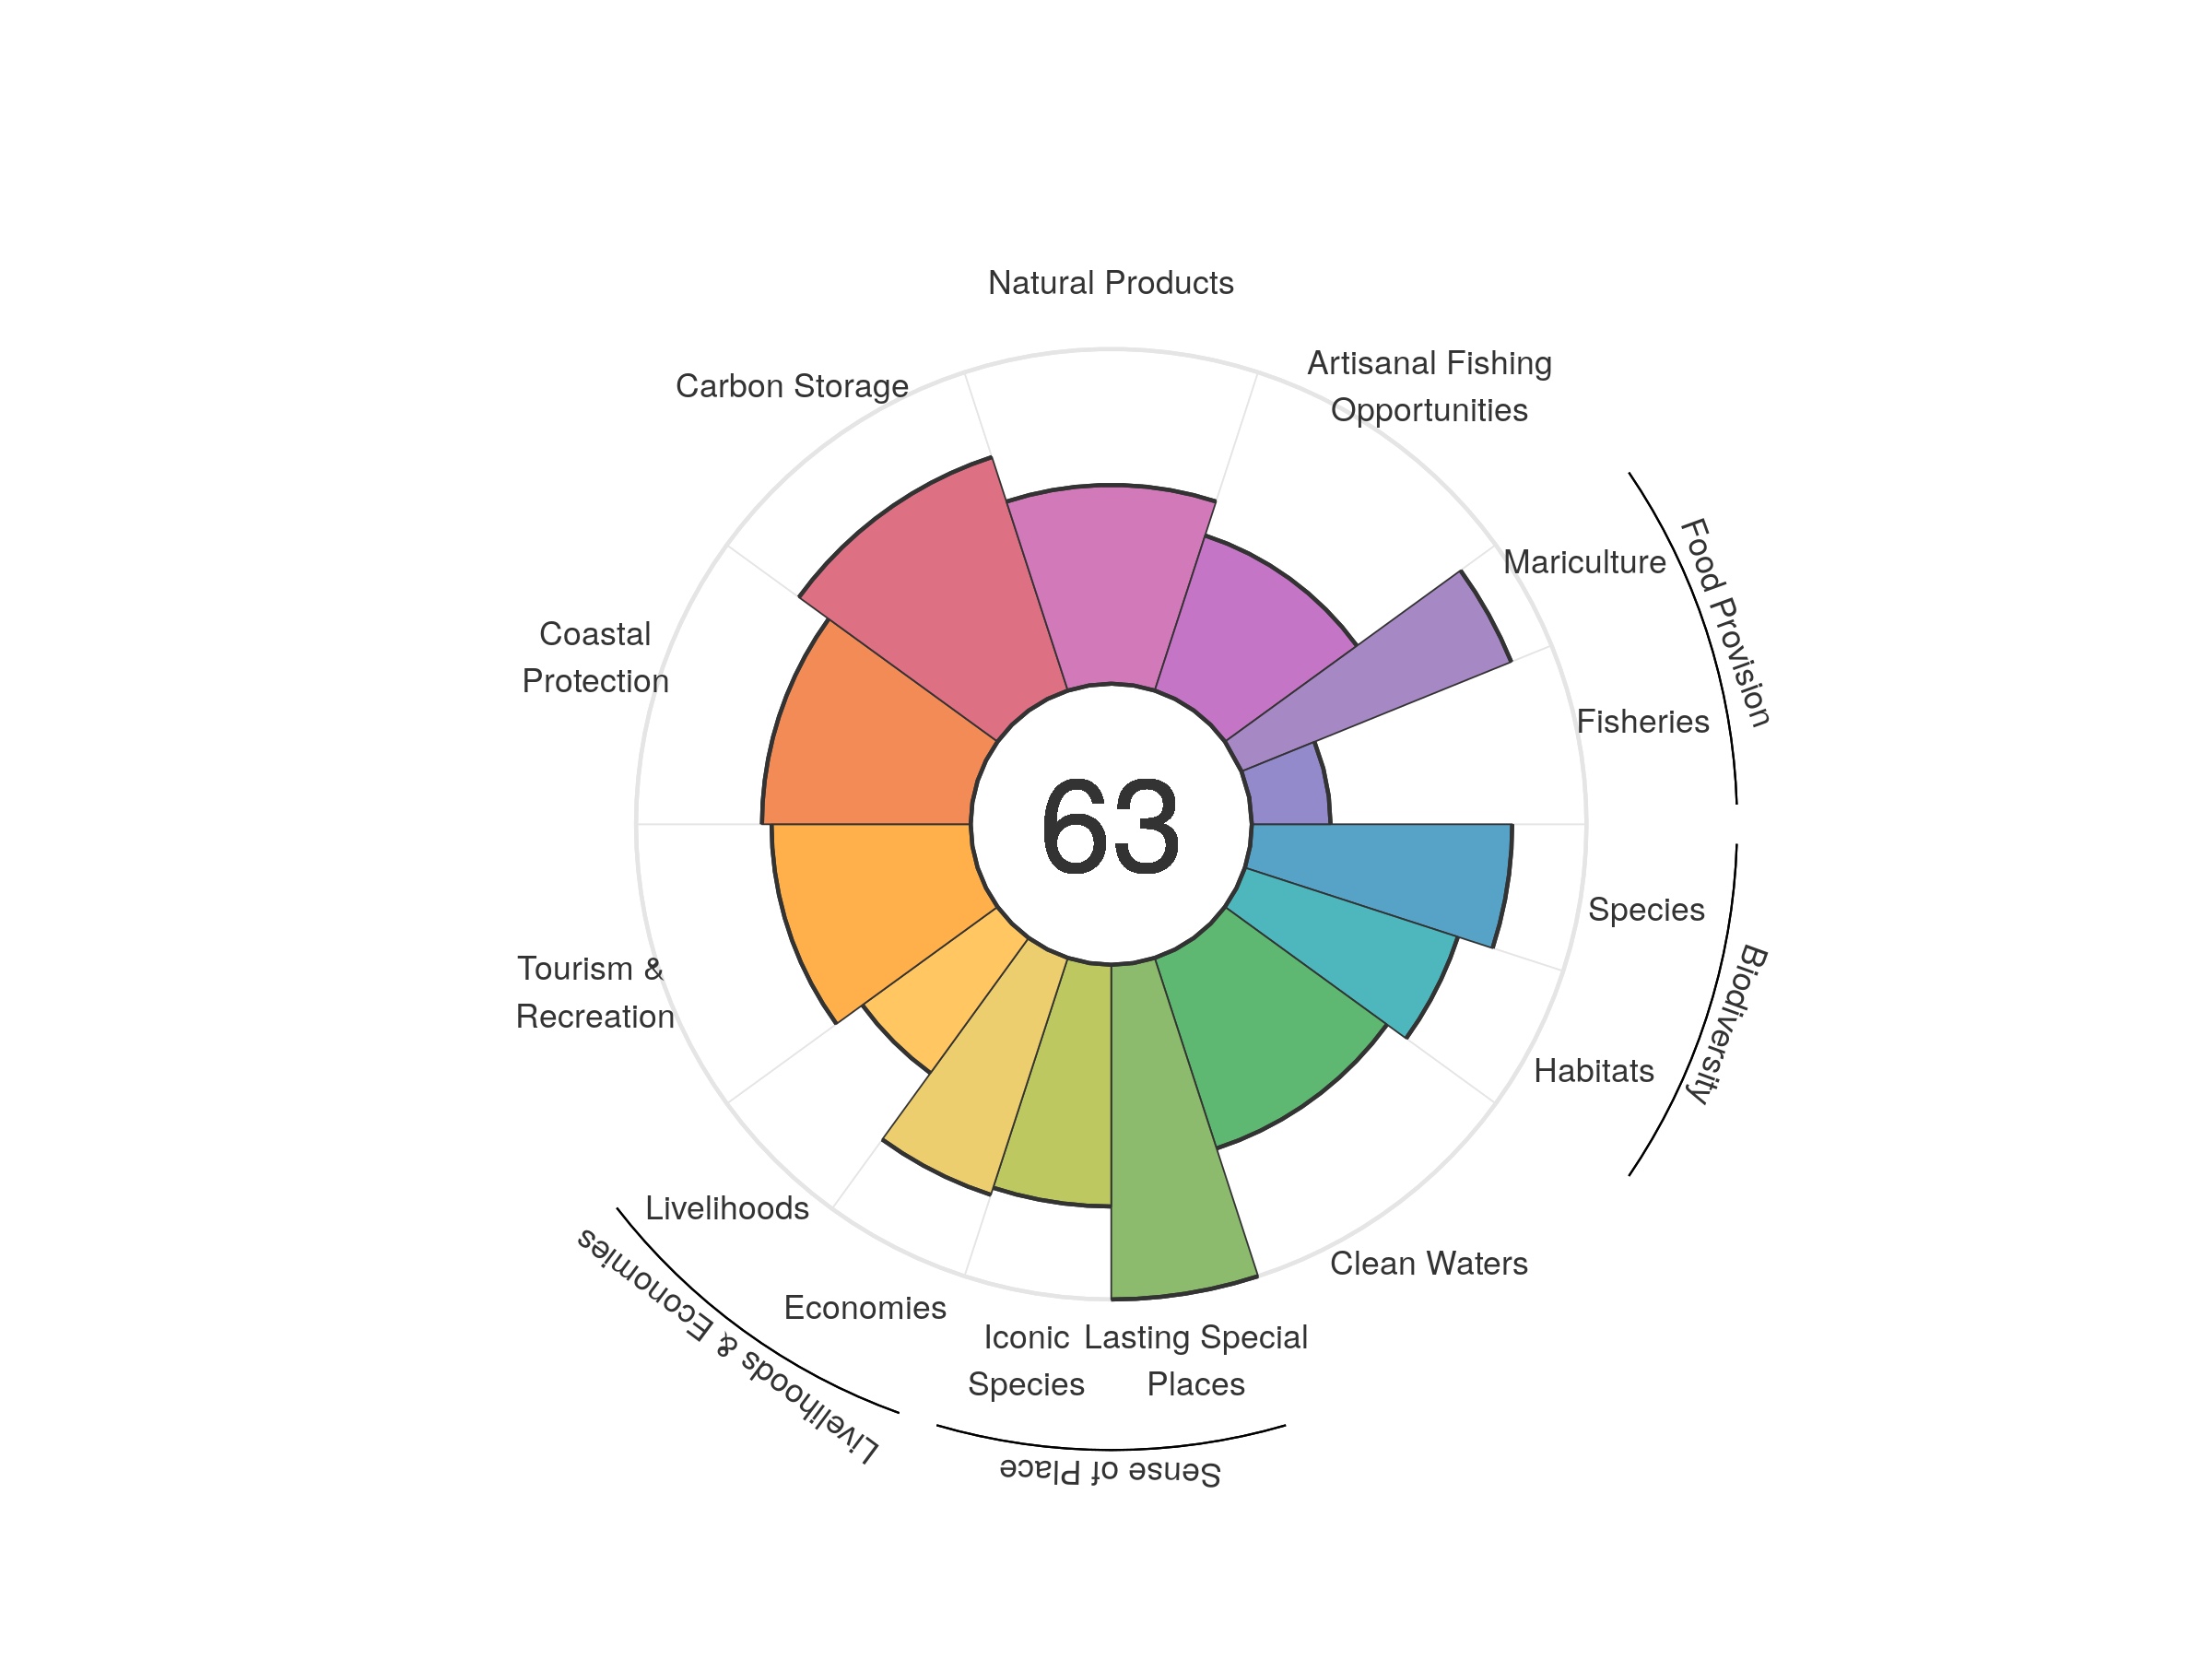 Natural Products
Artisanal Fishing
Opportunities
Carbon Storage
Mariculture
Food Provision
Coastal
Protection
Fisheries
63
Species
Biodiversity
Tourism &
Recreation
Habitats
Livelihoods
Clean Waters
Livelihoods & Economies
Economies
Iconic
Species
Lasting Special
Places
Sense of Place